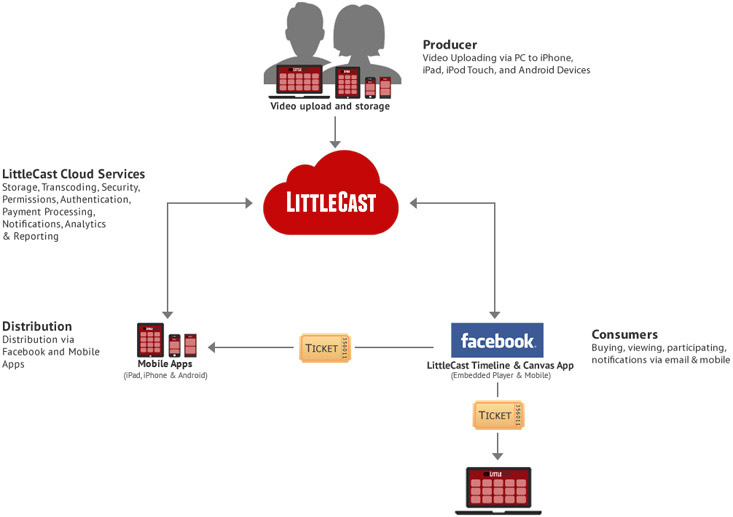 Producer
Video Uploading via PC to iPhone,
iPad, iPod Touch, and Android Devices
LITTLE
Video upload and storage
LittleCast Cloud Services
Storage, Transcoding, Security,
Permissions, Authentication,
Payment Processing,
Notifications, Analytics
& Reporting
LITTLECAST
Distribution
Distribution via
Facebook and Mobile
Apps
Mobile Apps
(iPad, iPhone & Android)
TICKET
facebook.
LittleCast Timeline & Canvas App
(Embedded Player & Mobile)
Consumers
Buying, viewing, participating,
notifications via email & mobile
TICKET
LITTLE